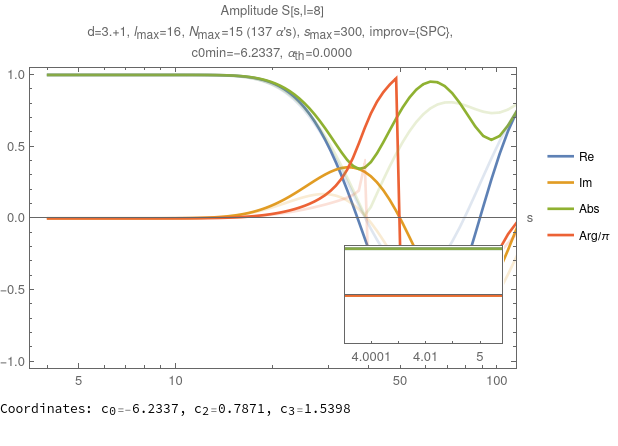 Amplitude S[s,l=8]
d=3.+1, lmax=16, Nmax=15 (137 α's), smax=300, improv={SPC},
c0min=−6.2337, αth=0.0000
1.0
0.5
0.0
−0.5
−1.0
s
5 10 50 100
4.0001 4.01 5
Re
Im
Abs
Arg/π
Coordinates: c0=−6.2337, c2=0.7871, c3=1.5398